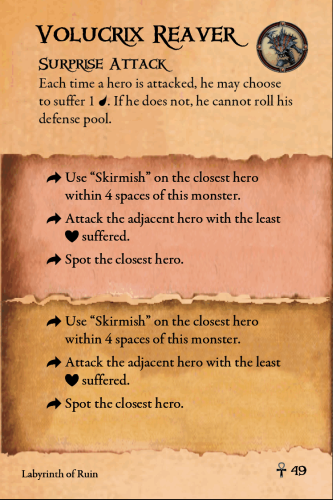 Volucrix Reaver
Surprise Attack
Each time a hero is attacked, he may choose
to suffer 1 . If he does not, he cannot roll his
defense pool.
Use “Skirmish” on the closest hero
within 4 spaces of this monster.
Attack the adjacent hero with the least
suffered.
Spot the closest hero.
Use “Skirmish” on the closest hero
within 4 spaces of this monster.
Attack the adjacent hero with the least
suffered.
Spot the closest hero.
Labyrinth of Ruin
49